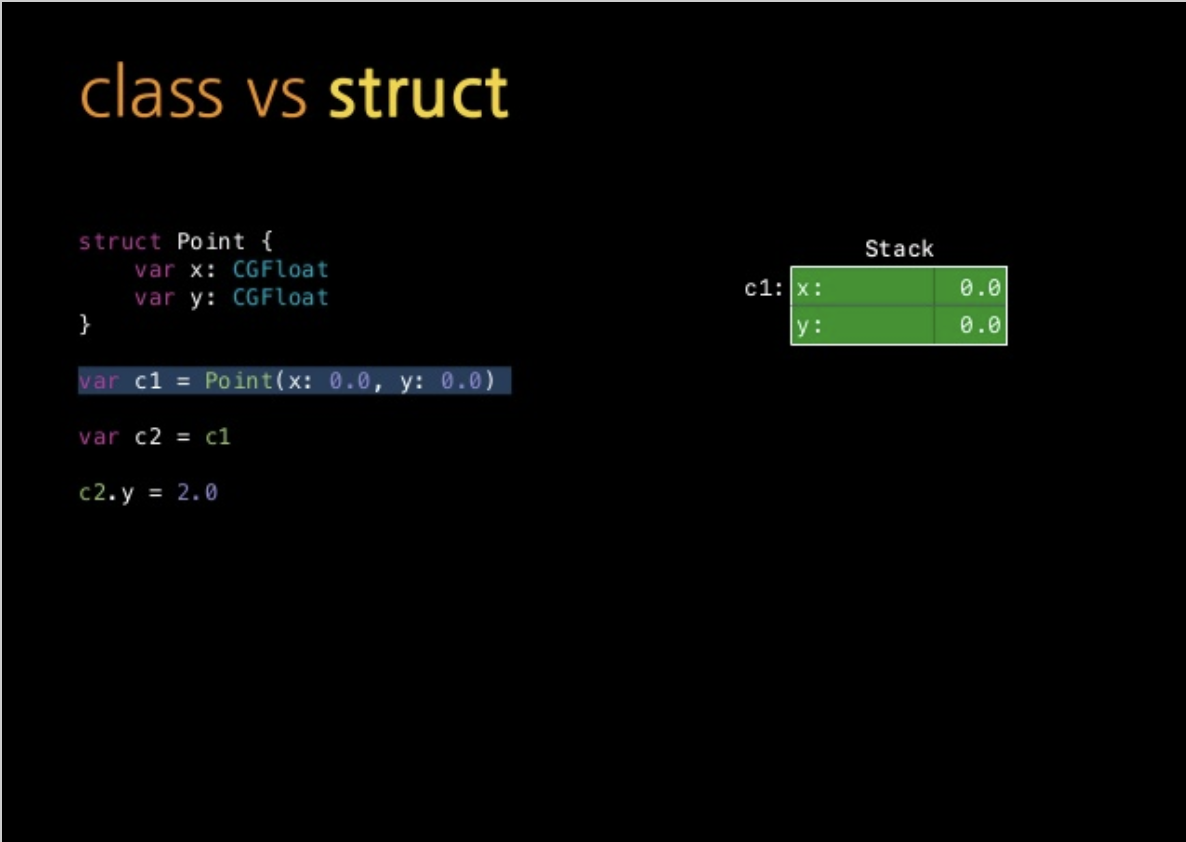 class vs struct
struct Point {
    var x: CGFloat
    var y: CGFloat
}
var c1 = Point(x: 0.0, y: 0.0)
var c2 = c1
c2.y = 2.0
Stack
c1: x: 0.0
y: 0.0